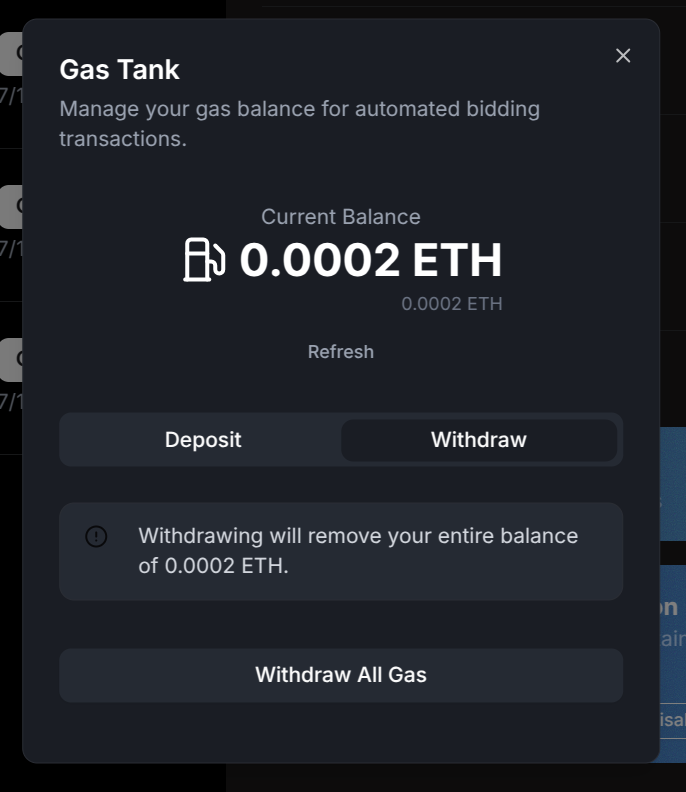 Gas Tank
Manage your gas balance for automated bidding
transactions.
Current Balance
0.0002 ETH
0.0002 ETH
Refresh
Deposit
Withdraw
Withdrawing will remove your entire balance
of 0.0002 ETH.
Withdraw All Gas